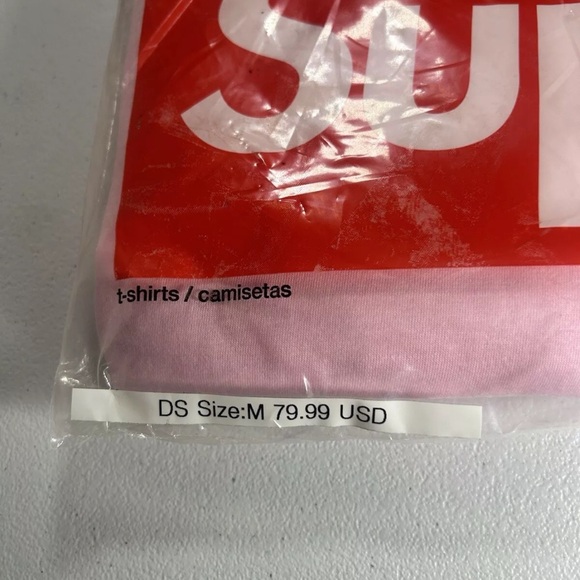 Su
t-shirts / camisetas
DS Size:M 79.99 USD